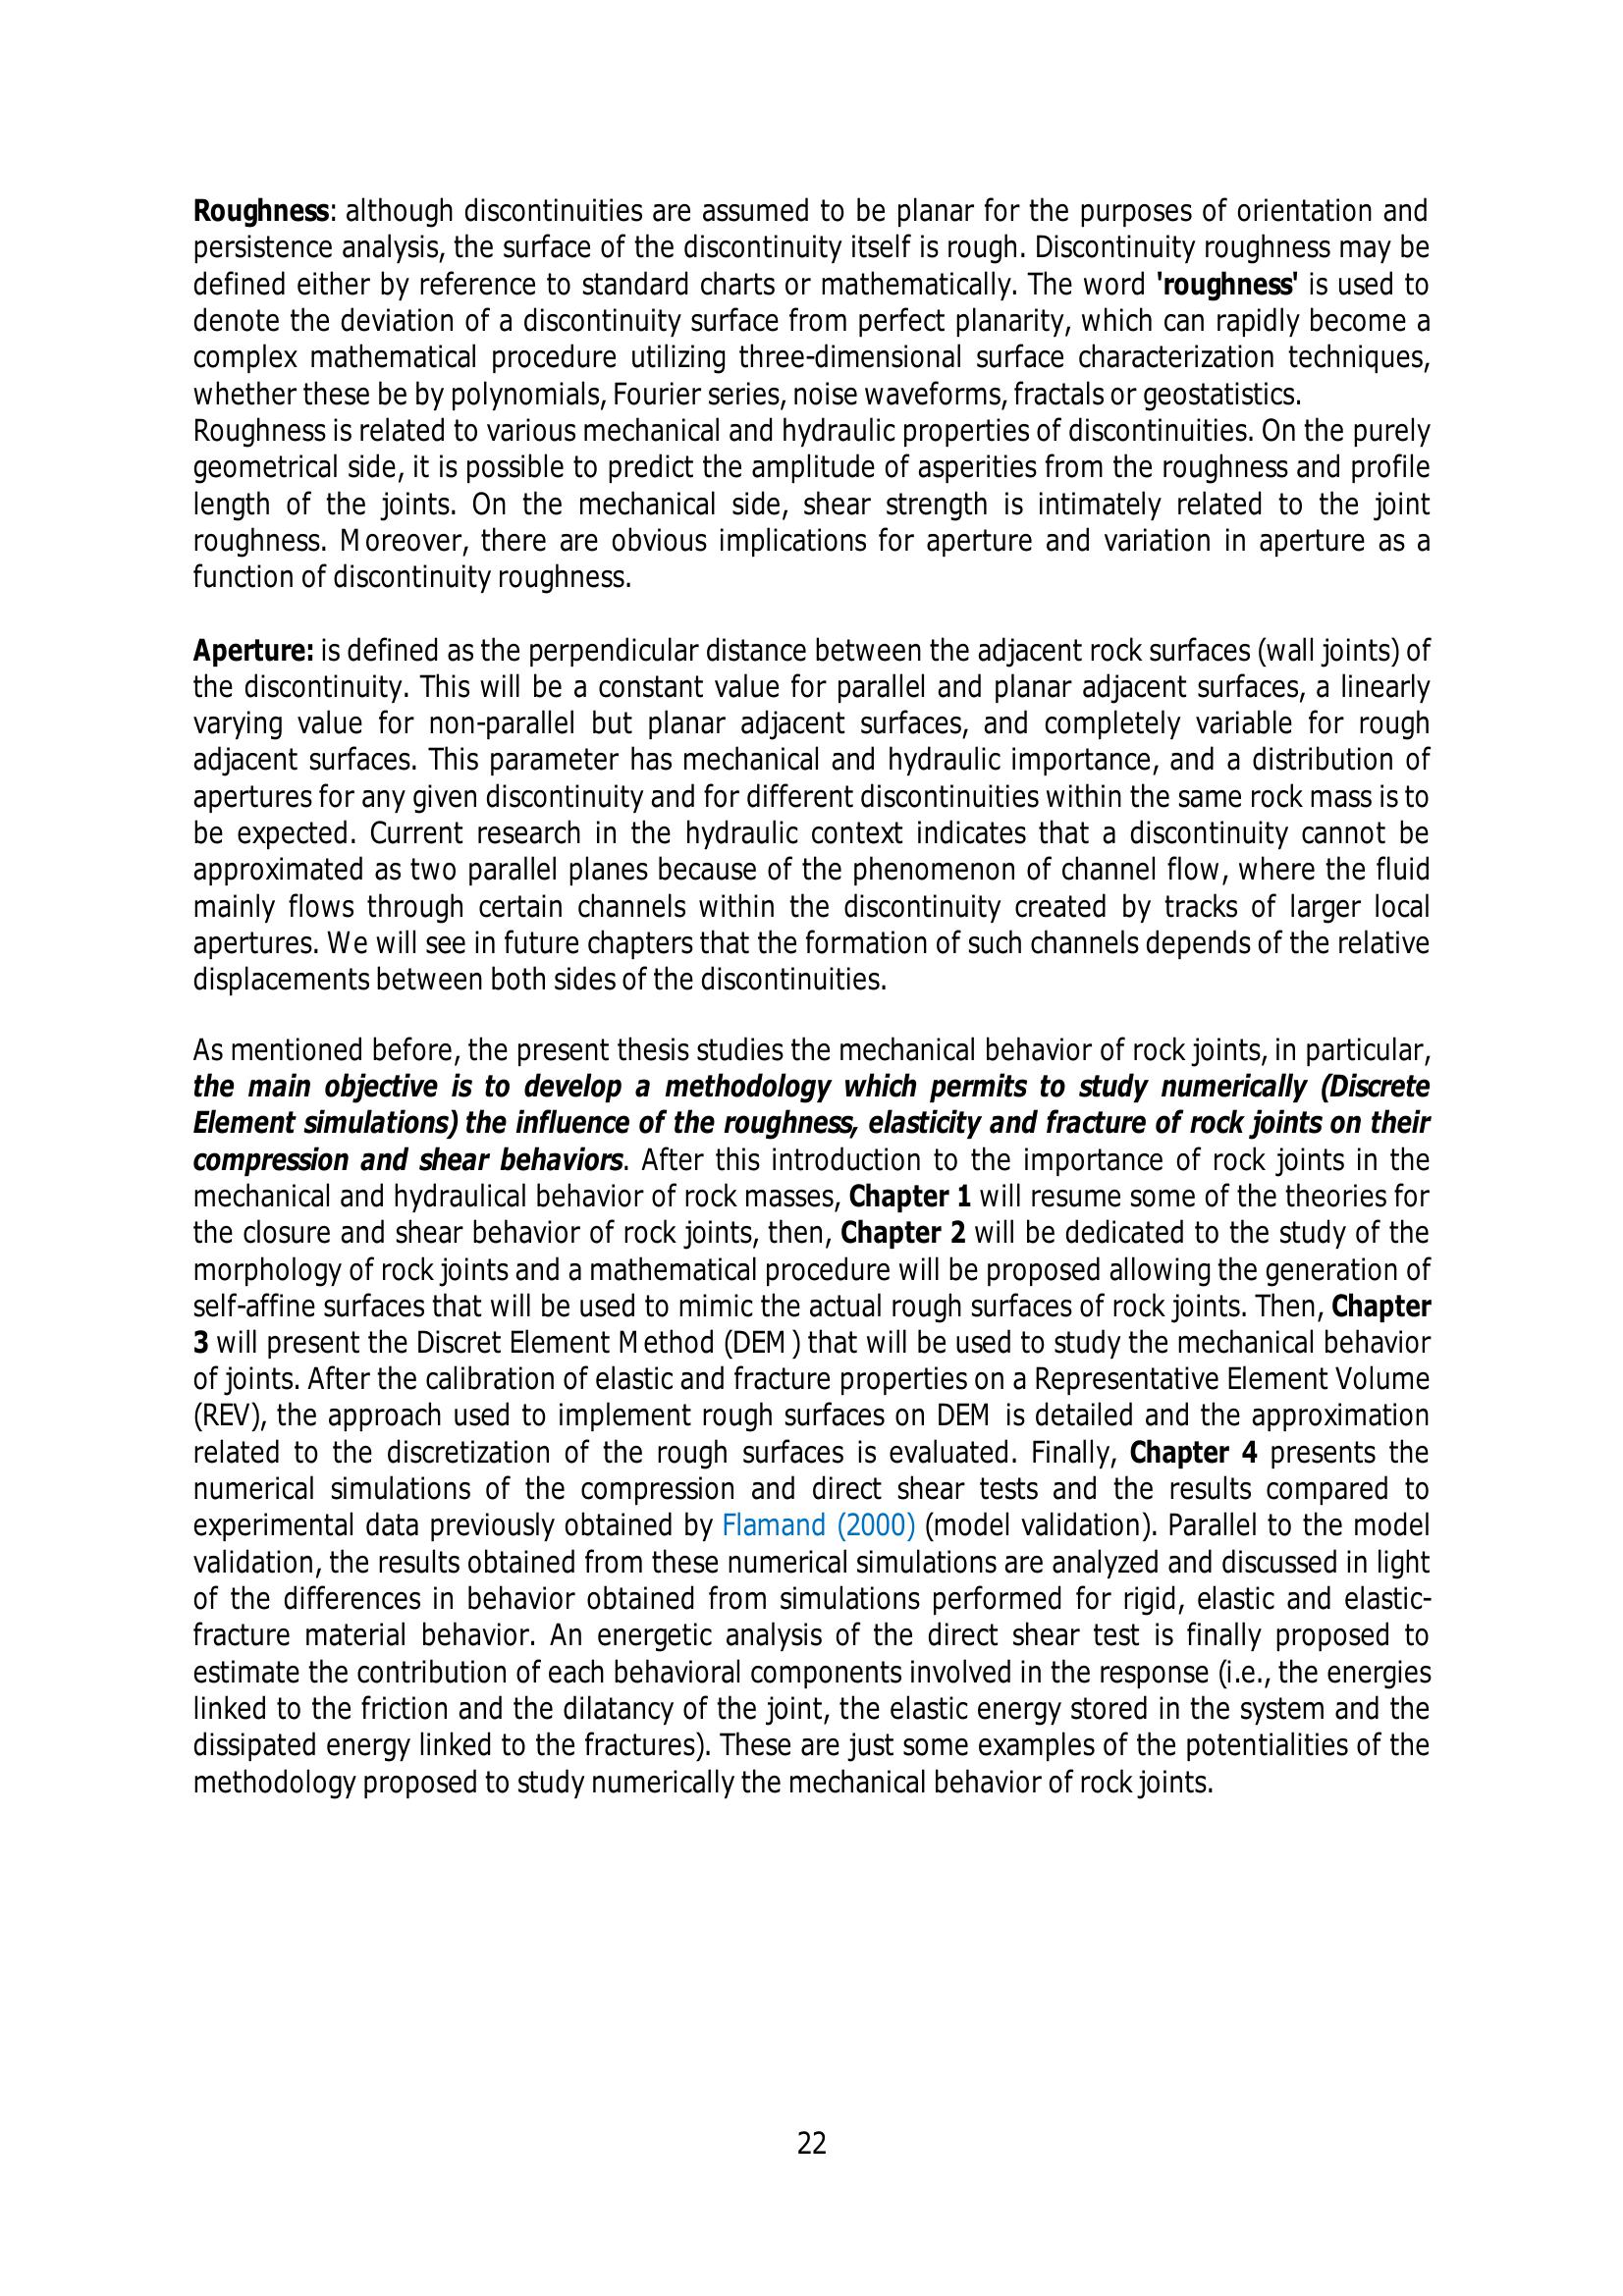 Roughness: although discontinuities are assumed to be planar for the purposes of orientation and
persistence analysis, the surface of the discontinuity itself is rough. Discontinuity roughness may be
defined either by reference to standard charts or mathematically. The word 'roughness' is used to
denote the deviation of a discontinuity surface from perfect planarity, which can rapidly become a
complex mathematical procedure utilizing three-dimensional surface characterization techniques,
whether these be by polynomials, Fourier series, noise waveforms, fractals or geostatistics.
Roughness is related to various mechanical and hydraulic properties of discontinuities. On the purely
geometrical side, it is possible to predict the amplitude of asperities from the roughness and profile
length of the joints. On the mechanical side, shear strength is intimately related to the joint
roughness. Moreover, there are obvious implications for aperture and variation in aperture as a
function of discontinuity roughness.
Aperture: is defined as the perpendicular distance between the adjacent rock surfaces (wall joints) of
the discontinuity. This will be a constant value for parallel and planar adjacent surfaces, a linearly
varying value for non-parallel but planar adjacent surfaces, and completely variable for rough
adjacent surfaces. This parameter has mechanical and hydraulic importance, and a distribution of
apertures for any given discontinuity and for different discontinuities within the same rock mass is to
be expected. Current research in the hydraulic context indicates that a discontinuity cannot be
approximated as two parallel planes because of the phenomenon of channel flow, where the fluid
mainly flows through certain channels within the discontinuity created by tracks of larger local
apertures. We will see in future chapters that the formation of such channels depends of the relative
displacements between both sides of the discontinuities.
As mentioned before, the present thesis studies the mechanical behavior of rock joints, in particular,
the main objective is to develop a methodology which permits to study numerically (Discrete
Element simulations) the influence of the roughness, elasticity and fracture of rock joints on their
compression and shear behaviors. After this introduction to the importance of rock joints in the
mechanical and hydraulical behavior of rock masses, Chapter 1 will resume some of the theories for
the closure and shear behavior of rock joints, then, Chapter 2 will be dedicated to the study of the
morphology of rock joints and a mathematical procedure will be proposed allowing the generation of
self-affine surfaces that will be used to mimic the actual rough surfaces of rock joints. Then, Chapter
3 will present the Discret Element Method (DEM) that will be used to study the mechanical behavior
of joints. After the calibration of elastic and fracture properties on a Representative Element Volume
(REV), the approach used to implement rough surfaces on DEM is detailed and the approximation
related to the discretization of the rough surfaces is evaluated. Finally, Chapter 4 presents the
numerical simulations of the compression and direct shear tests and the results compared to
experimental data previously obtained by Flamand (2000) (model validation). Parallel to the model
validation, the results obtained from these numerical simulations are analyzed and discussed in light
of the differences in behavior obtained from simulations performed for rigid, elastic and elastic-
fracture material behavior. An energetic analysis of the direct shear test is finally proposed to
estimate the contribution of each behavioral components involved in the response (i.e., the energies
linked to the friction and the dilatancy of the joint, the elastic energy stored in the system and the
dissipated energy linked to the fractures). These are just some examples of the potentialities of the
methodology proposed to study numerically the mechanical behavior of rock joints.
22